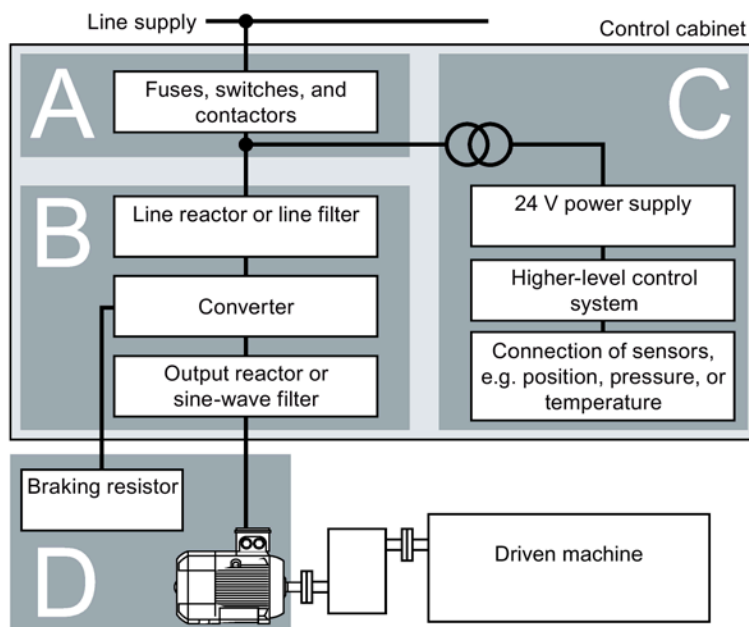 Line supply
Control cabinet
A
Fuses, switches, and
contactors
C
B
Line reactor or line filter
24 V power supply
Converter
Higher-level control
system
Output reactor or
sine-wave filter
Connection of sensors,
e.g. position, pressure, or
temperature
Braking resistor
D
Driven machine